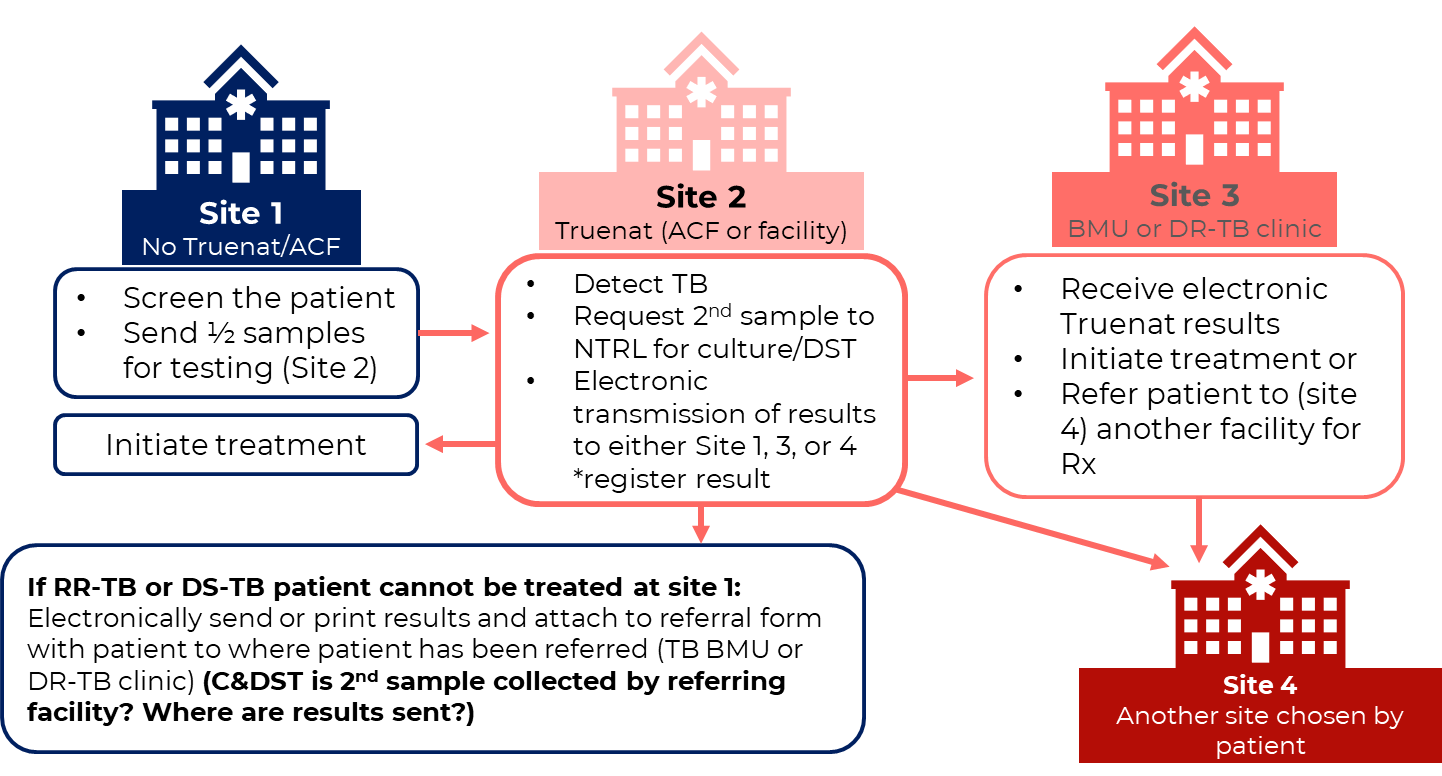 Site 1
No Truenat/ACF
• Screen the patient
• Send ½ samples
for testing (Site 2)
Initiate treatment
Site 2
Truenat (ACF or facility)
• Detect TB
• Request 2nd sample to
NTRL for culture/DST
• Electronic
transmission of results
to either Site 1, 3, or 4
*register result
Site 3
BMU or DR-TB clinic
• Receive electronic
Truenat results
• Initiate treatment or
• Refer patient to (site
4) another facility for
Rx
If RR-TB or DS-TB patient cannot be treated at site 1:
Electronically send or print results and attach to referral form
with patient to where patient has been referred (TB BMU or
DR-TB clinic) (C&DST is 2nd sample collected by referring
facility? Where are results sent?)
Site 4
Another site chosen by
patient